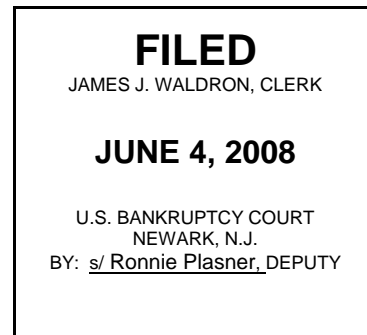 FILED
JAMES J. WALDRON, CLERK
JUNE 4, 2008
U.S. BANKRUPTCY COURT
NEWARK, N.J.
BY: s/ Ronnie Plasner, DEPUTY